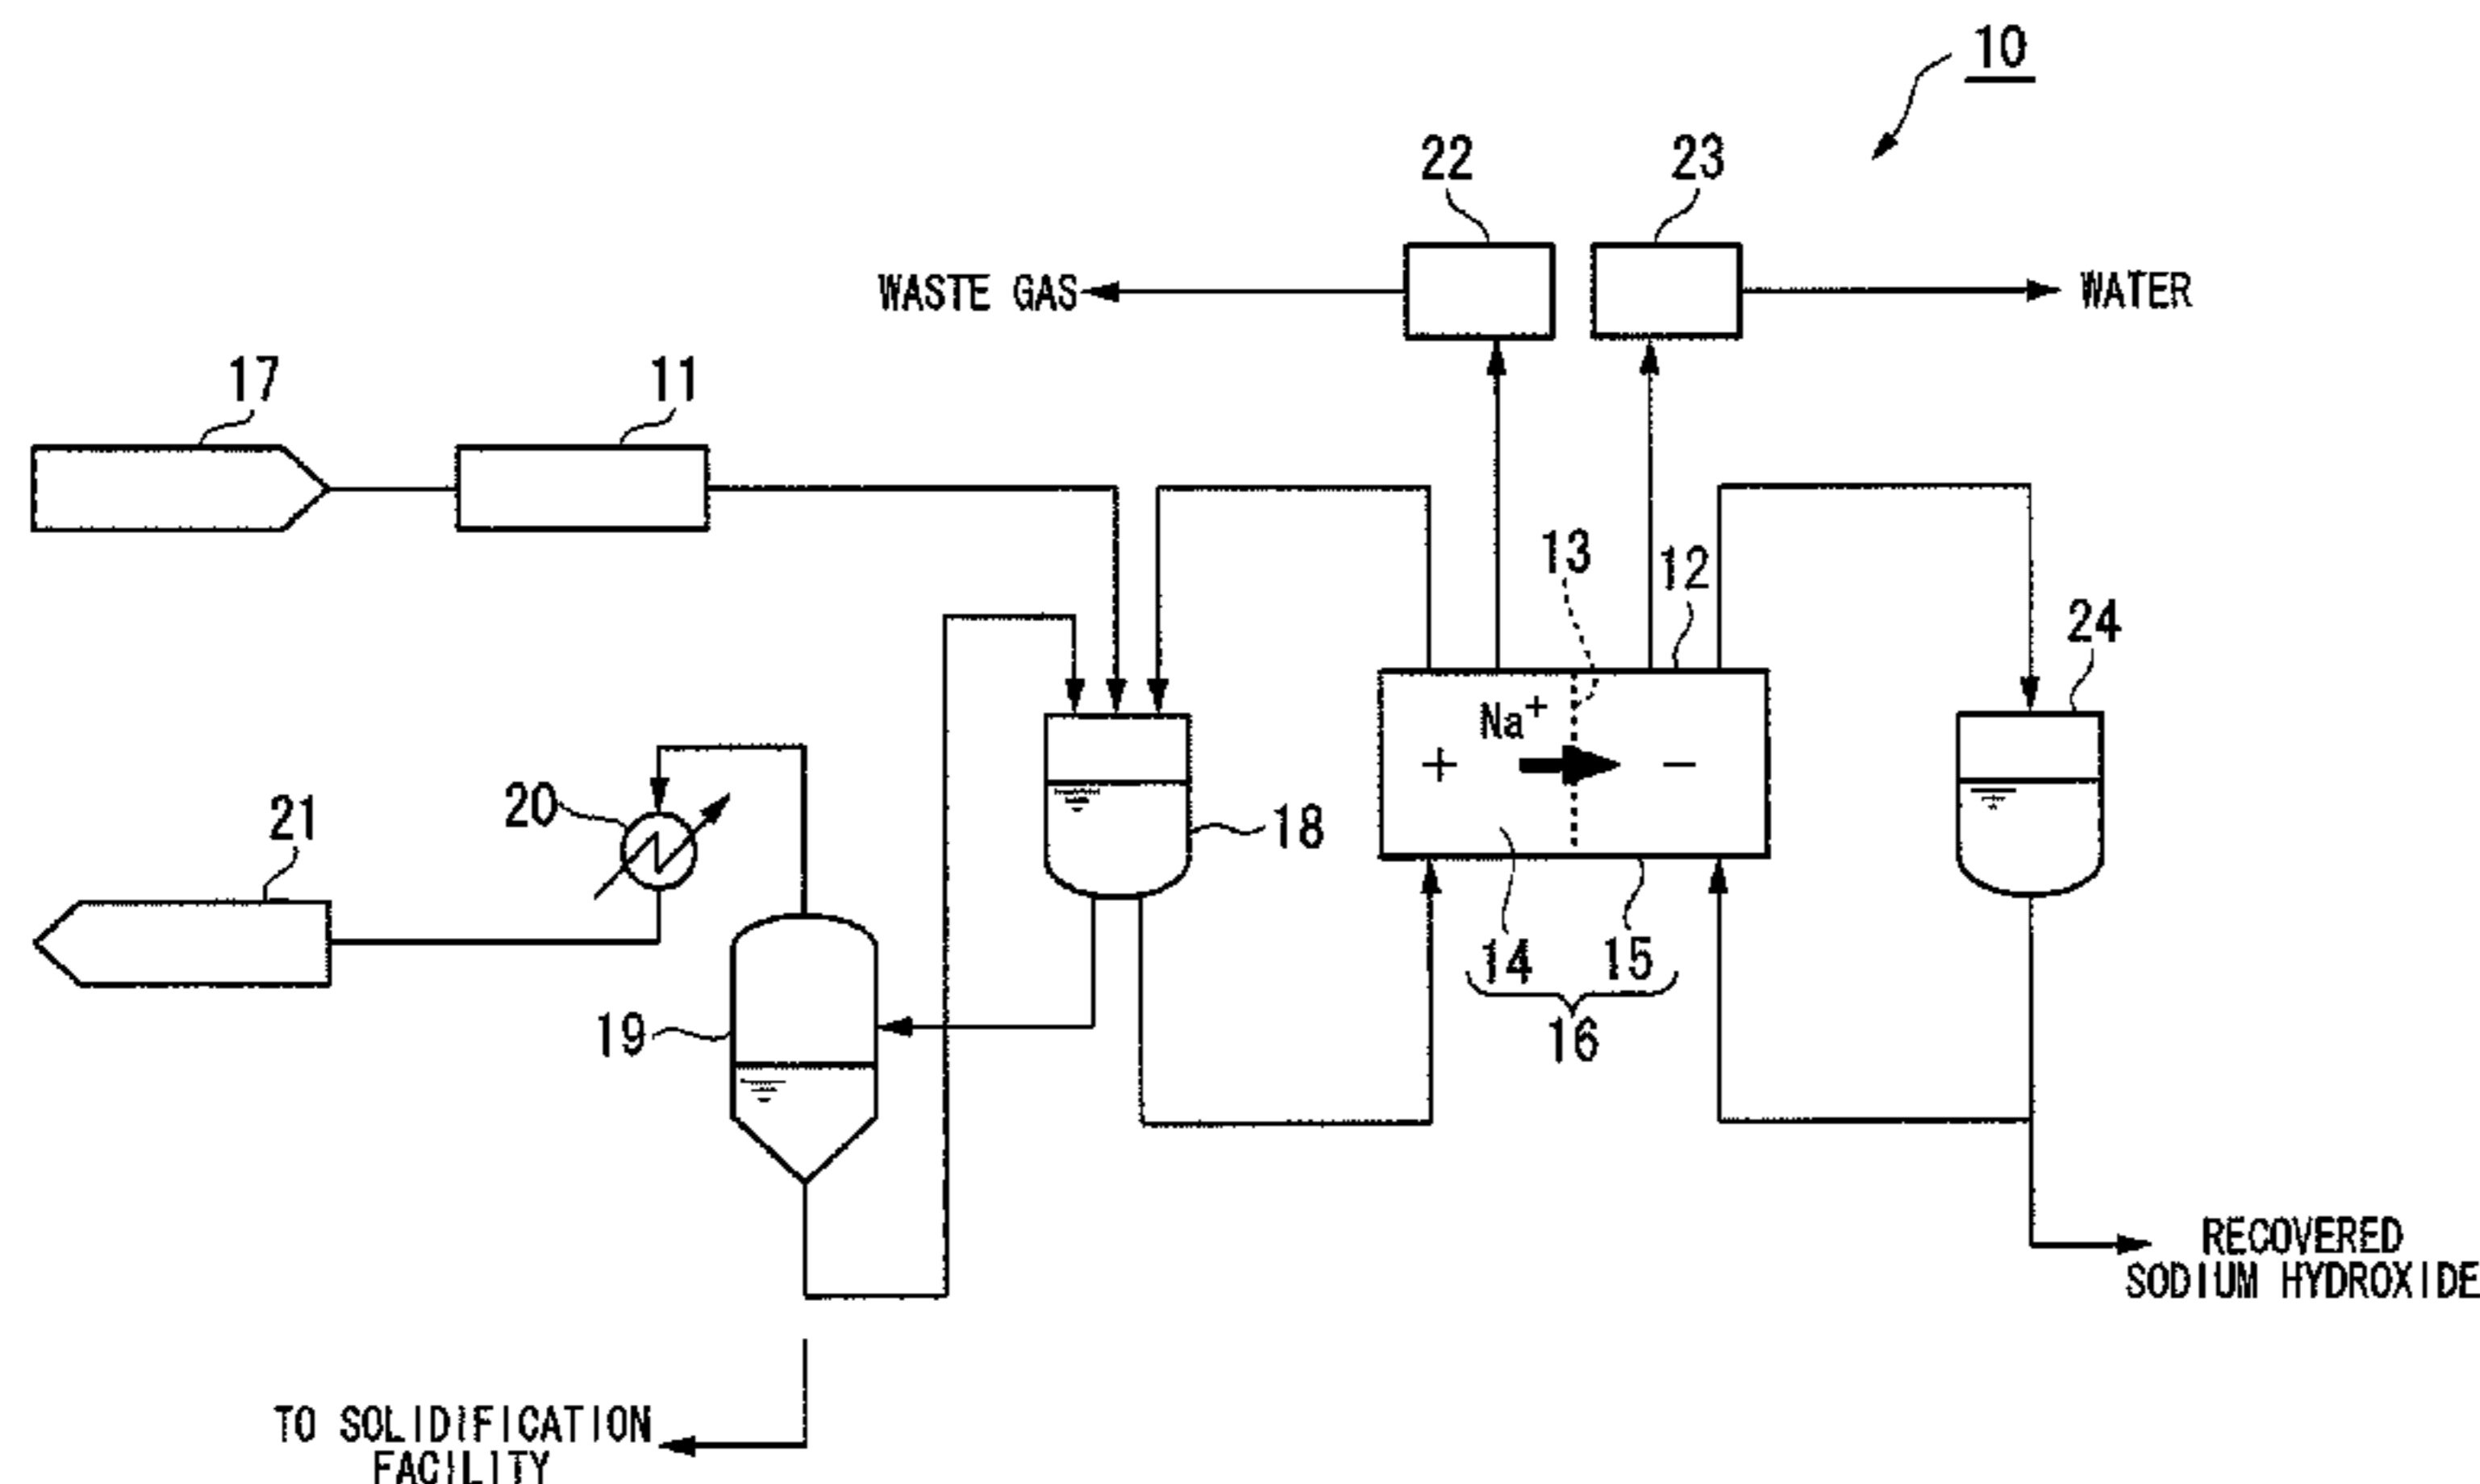 10
22
23
WASTE GAS
WATER
17
11
13
12
24
Na+
+
−
20
21
18
14
15
19
16
RECOVERED
SODIUM HYDROXIDE
TO SOLIDIFICATION
FACILITY